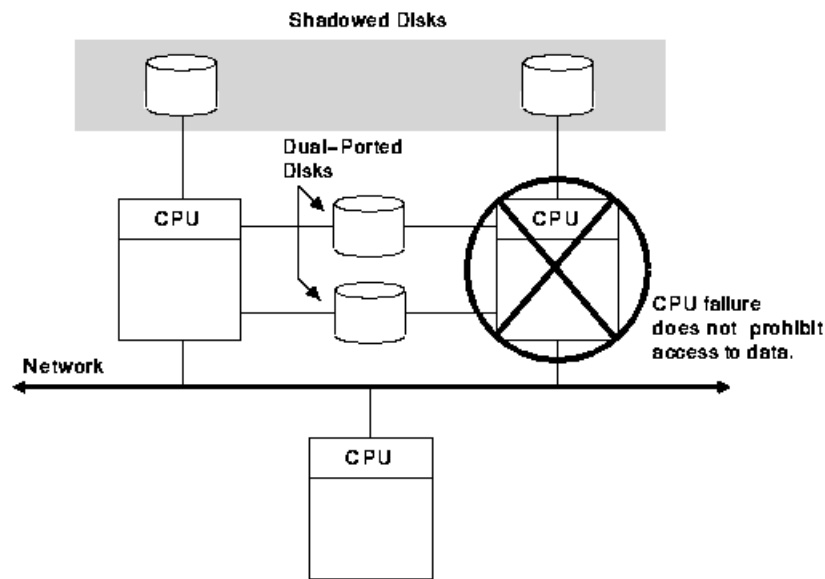 Shadowed Disks
Dual-Ported
Disks
CPU
CPU
CPU failure
does not prohibit
access to data.
Network
CPU